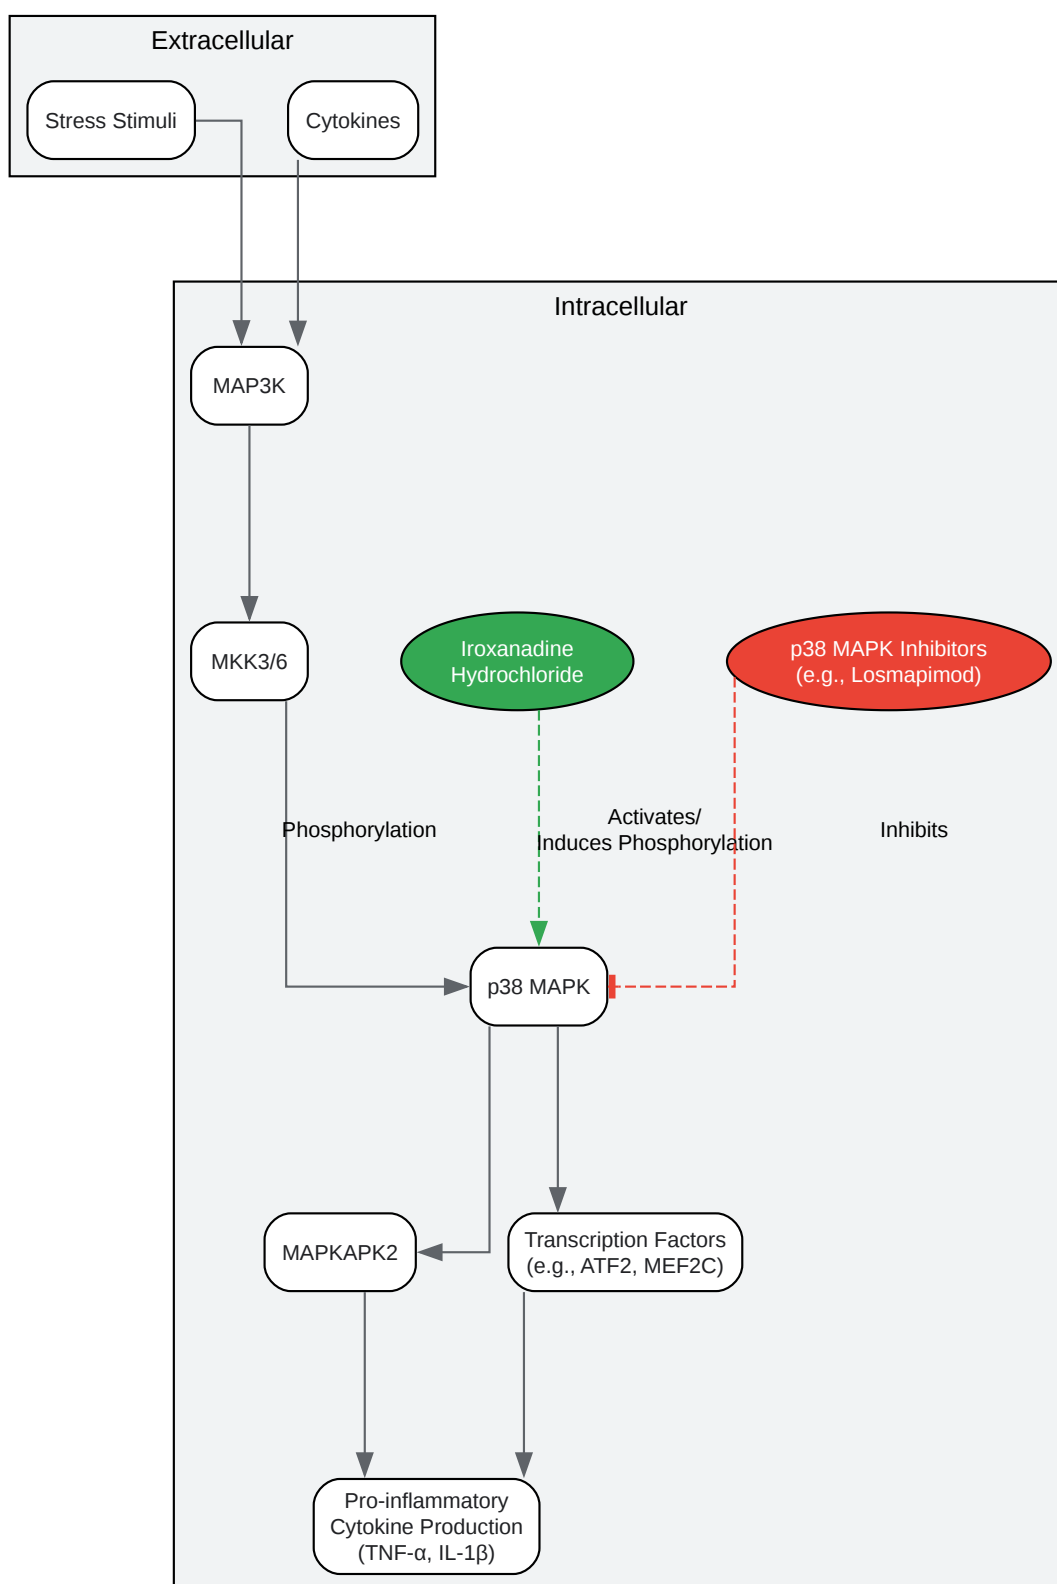 Extracellular
Stress Stimuli
Cytokines
Intracellular
MAP3K
MKK3/6
Iroxanadine
Hydrochloride
p38 MAPK Inhibitors
(e.g., Losmapimod)
Phosphorylation
Activates/
Induces Phosphorylation
Inhibits
p38 MAPK
MAPKAPK2
Transcription Factors
(e.g., ATF2, MEF2C)
Pro-inflammatory
Cytokine Production
(TNF-α, IL-1β)